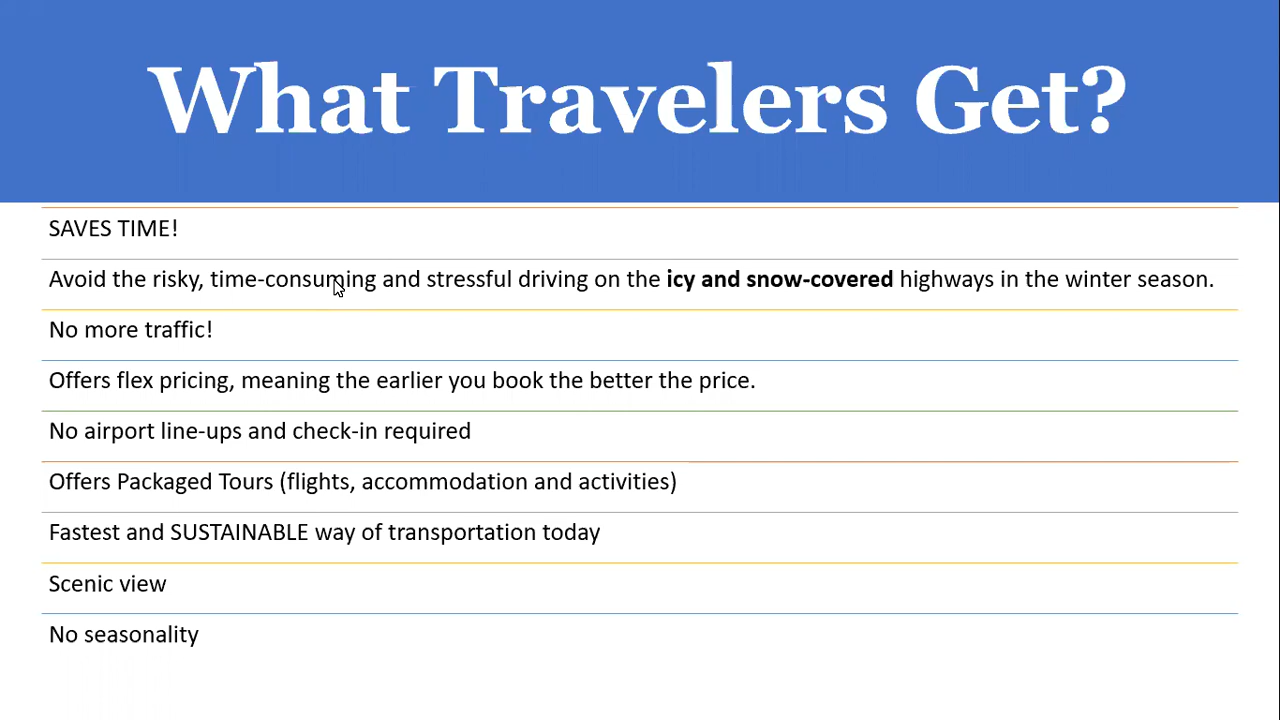 What Travelers Get?
SAVES TIME!
Avoid the risky, time-consuming and stressful driving on the icy and snow-covered highways in the winter season.
No more traffic!
Offers flex pricing, meaning the earlier you book the better the price.
No airport line-ups and check-in required
Offers Packaged Tours (flights, accommodation and activities)
Fastest and SUSTAINABLE way of transportation today
Scenic view
No seasonality